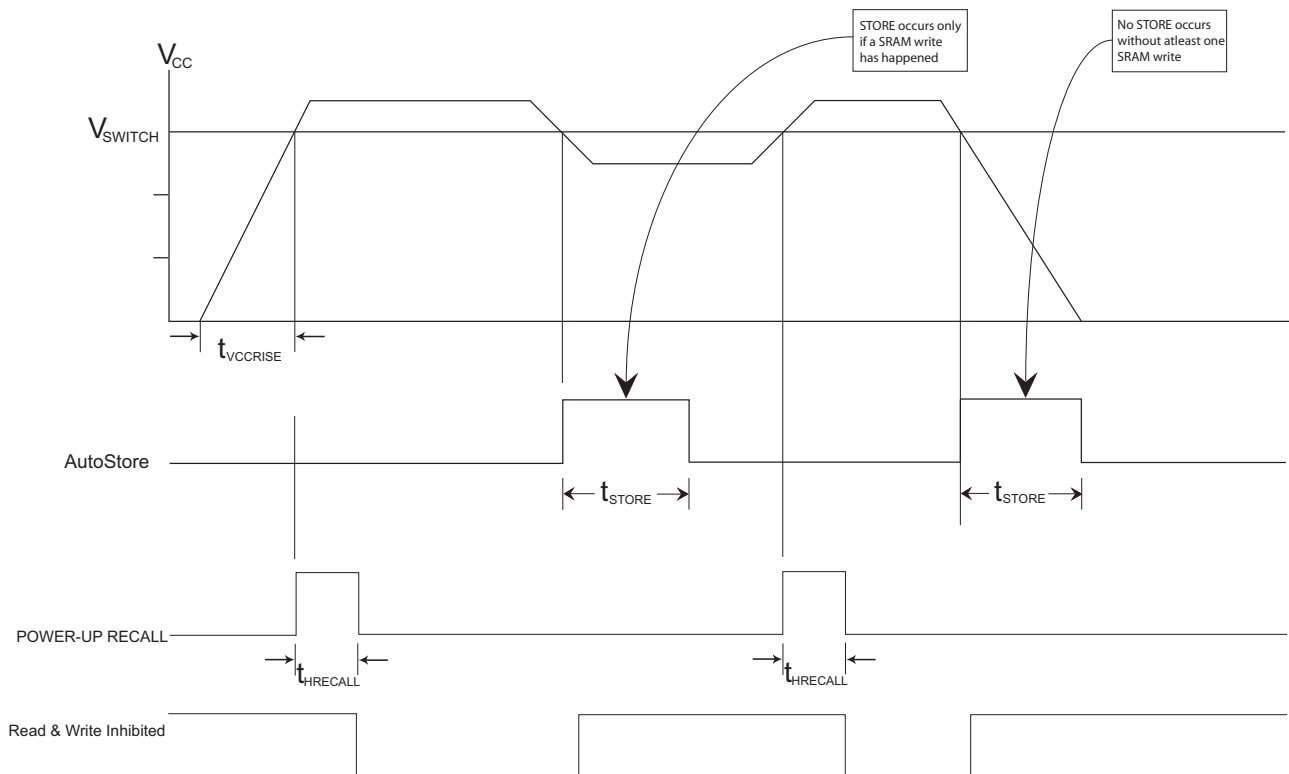 STORE occurs only
if a SRAM write
has happened
No STORE occurs
without atleast one
SRAM write
VCC
VSWITCH
tVCCRISE
AutoStore
tSTORE
tSTORE
POWER-UP RECALL
tHRECALL
tHRECALL
Read & Write Inhibited